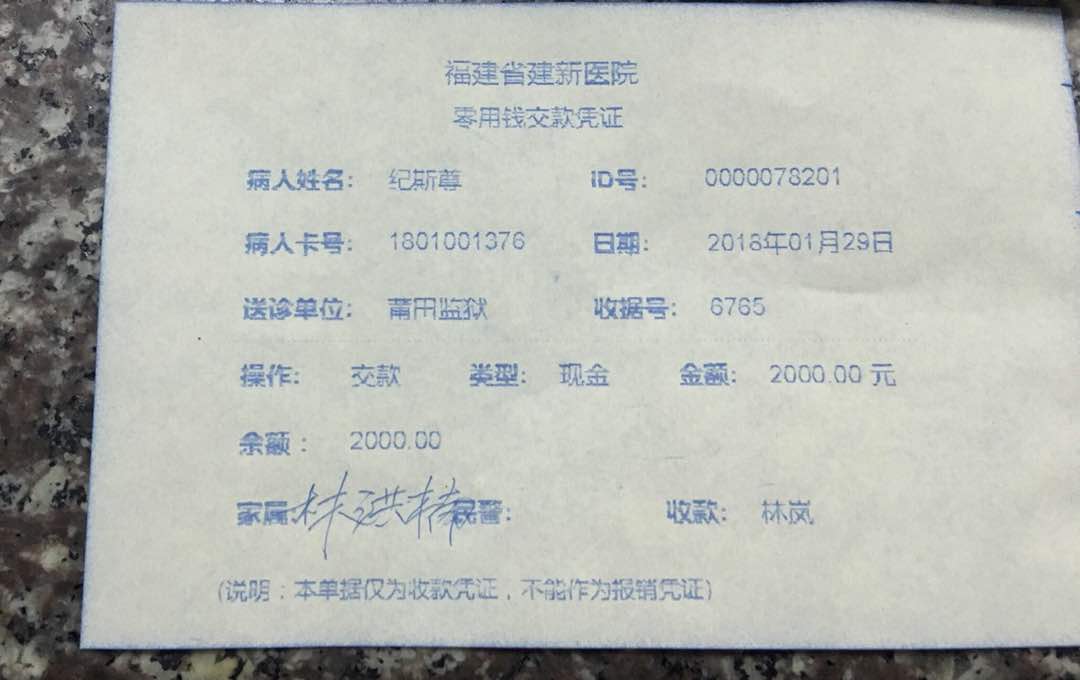 福建省建新医院
零用钱交款凭证
病人姓名: 纪斯尊 ID号: 0000078201
病人卡号: 1801001376 日期: 2018年01月29日
送诊单位: 莆田监狱 收据号: 6765
操作: 交款 类型: 现金 金额: 2000.00 元
余额: 2000.00
家属: 林洪楠 民警: 收款: 林岚
(说明:本单据仅为收款凭证,不能作为报销凭证)